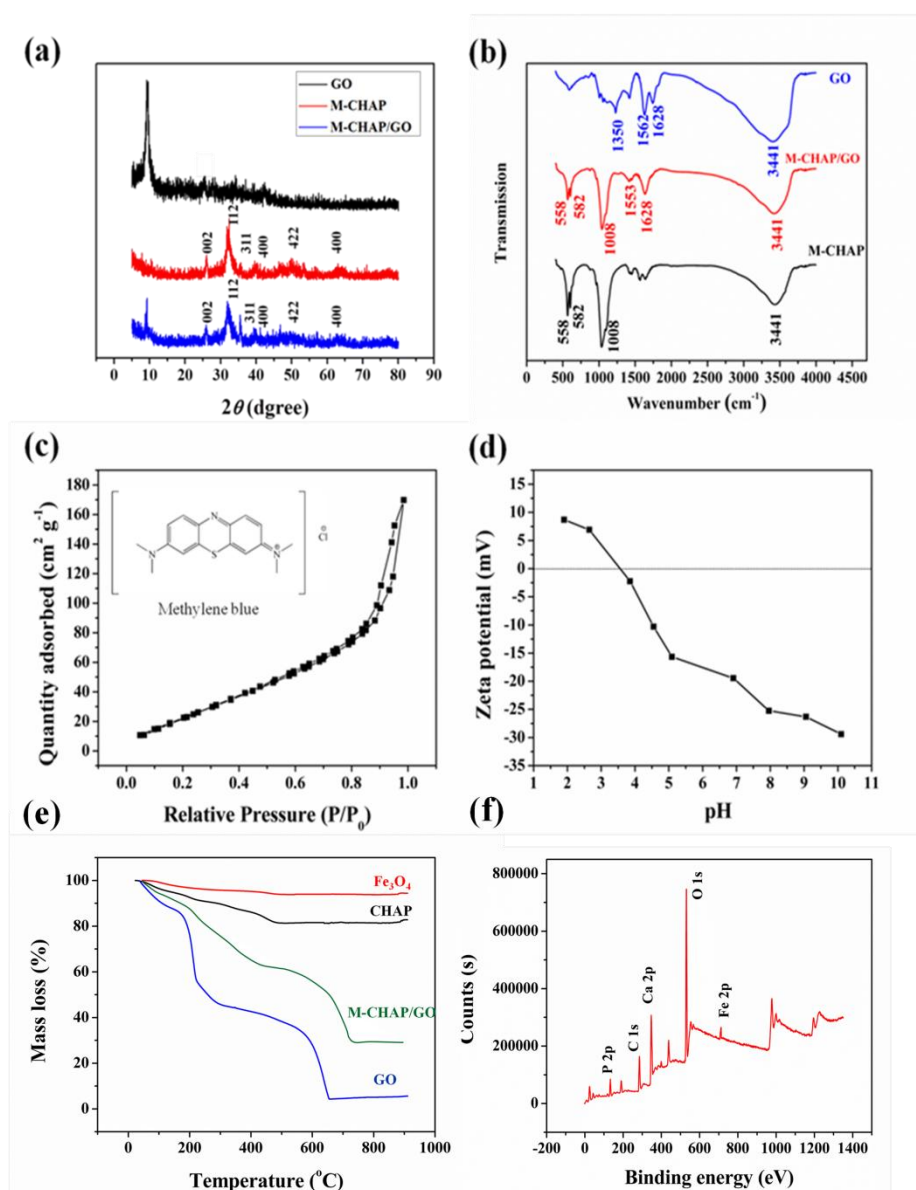 (a)
GO
M-CHAP
M-CHAP/GO
002
112
311
400
422
400
002
112
311
400
422
400
0 10 20 30 40 50 60 70 80 90
2θ (dgree)
(b)
GO
1350
1562
1628
3441
M-CHAP/GO
558
582
1008
1553
1628
3441
M-CHAP
558
582
1008
3441
Transmission
500 1000 1500 2000 2500 3000 3500 4000 4500
Wavenumber (cm-1)
(c)
180
160
140
120
100
80
60
40
20
0
Quantity adsorbed (cm2 g-1)
N
N
S
N
⊕
⊖
Cl
Methylene blue
0.0 0.2 0.4 0.6 0.8 1.0
Relative Pressure (P/P0)
(d)
15
10
5
0
-5
-10
-15
-20
-25
-30
-35
Zeta potential (mV)
1 2 3 4 5 6 7 8 9 10 11
pH
(e)
100
80
60
40
20
0
Mass loss (%)
Fe3O4
CHAP
M-CHAP/GO
GO
0 200 400 600 800 1000
Temperature (oC)
(f)
800000
600000
400000
200000
0
Counts (s)
P 2p
C 1s
Ca 2p
O 1s
Fe 2p
-200 0 200 400 600 800 1000 1200 1400
Binding energy (eV)